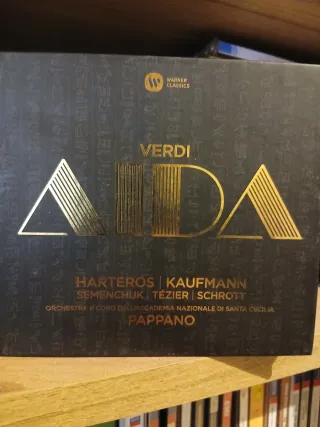 WARNER
CLASSICS
VERDI
AIDA
HARTEROS | KAUFMANN
SEMENCHUK | TÉZIER | SCHROTT
ORCHESTRA E CORO DELL'ACCADEMIA NAZIONALE DI SANTA CECILIA
PAPPANO